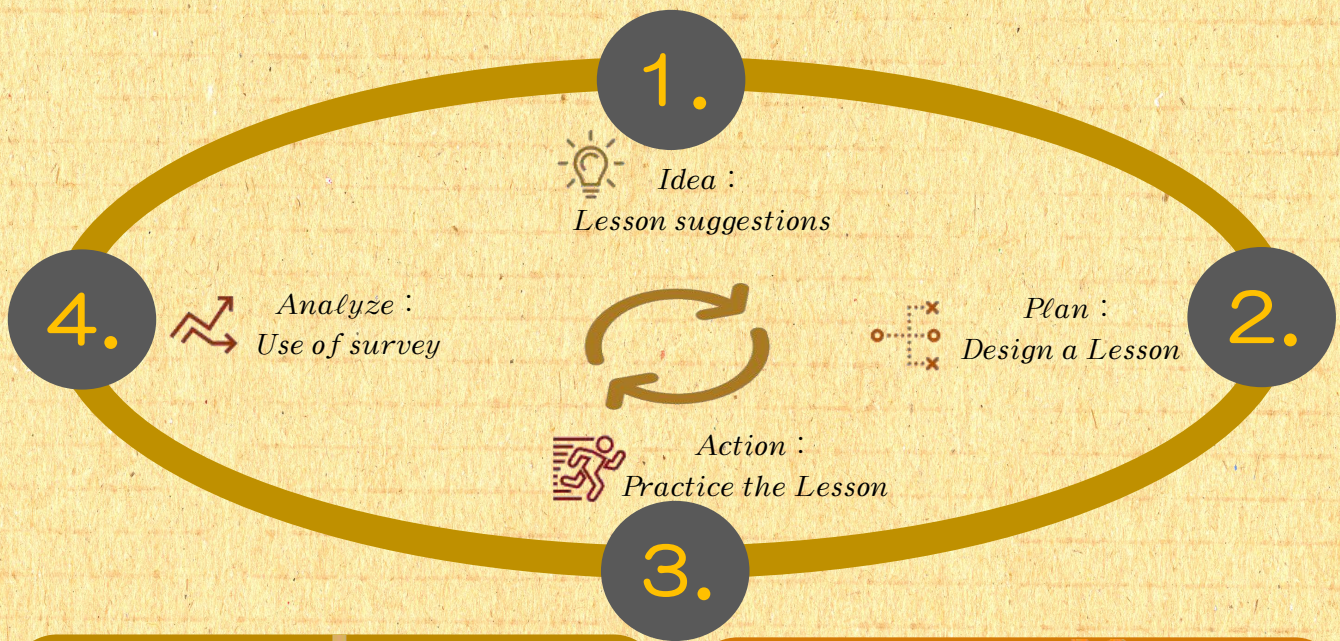 1.
Idea：
Lesson suggestions
2.
Plan：
Design a Lesson
3.
Action：
Practice the Lesson
4.
Analyze：
Use of survey